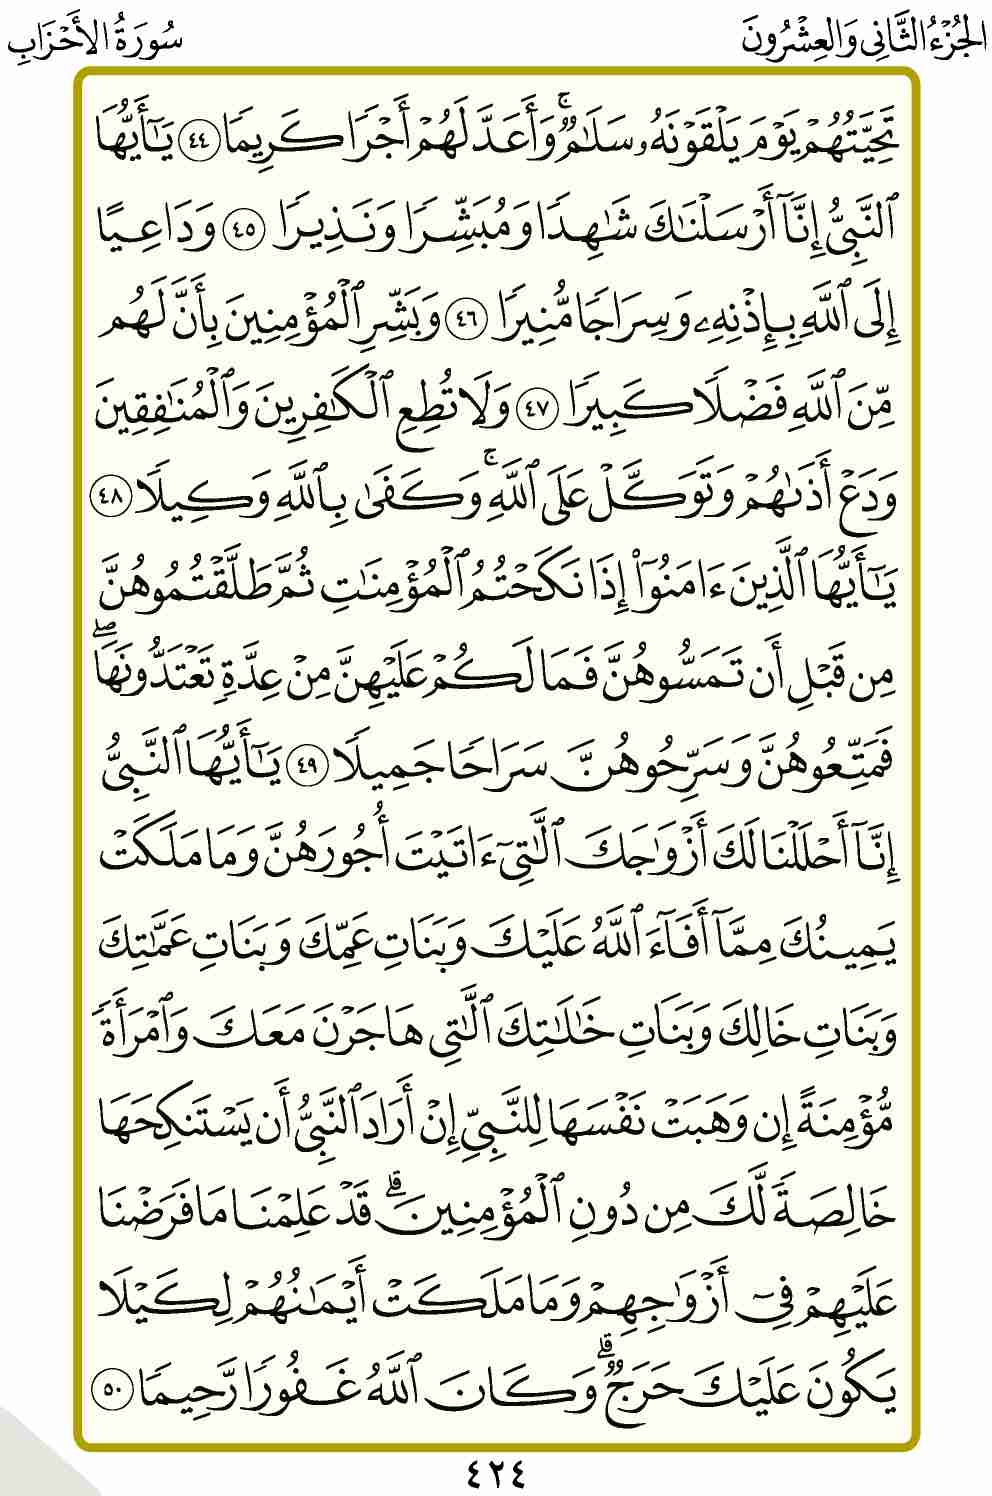 الجُزْءُ الثَّانِي وَالعِشْرُونَ
سُورَةُ الأَحْزَابِ
تَحِيَّتُهُمْ يَوْمَ يَلْقَوْنَهُۥ سَلَٰمٌۚ وَأَعَدَّ لَهُمْ أَجْرًا كَرِيمًا ٤٤ يَٰٓأَيُّهَا
ٱلنَّبِىُّ إِنَّآ أَرْسَلْنَٰكَ شَٰهِدًا وَمُبَشِّرًا وَنَذِيرًا ٤٥ وَدَاعِيًا
إِلَى ٱللَّهِ بِإِذْنِهِۦ وَسِرَاجًا مُّنِيرًا ٤٦ وَبَشِّرِ ٱلْمُؤْمِنِينَ بِأَنَّ لَهُم
مِّنَ ٱللَّهِ فَضْلًا كَبِيرًا ٤٧ وَلَا تُطِعِ ٱلْكَٰفِرِينَ وَٱلْمُنَٰفِقِينَ
وَدَعْ أَذَىٰهُمْ وَتَوَكَّلْ عَلَى ٱللَّهِۚ وَكَفَىٰ بِٱللَّهِ وَكِيلًا ٤٨
يَٰٓأَيُّهَا ٱلَّذِينَ ءَامَنُوٓا۟ إِذَا نَكَحْتُمُ ٱلْمُؤْمِنَٰتِ ثُمَّ طَلَّقْتُمُوهُنَّ
مِن قَبْلِ أَن تَمَسُّوهُنَّ فَمَا لَكُمْ عَلَيْهِنَّ مِنْ عِدَّةٍ تَعْتَدُّونَهَاۖ
فَمَتِّعُوهُنَّ وَسَرِّحُوهُنَّ سَرَاحًا جَمِيلًا ٤٩ يَٰٓأَيُّهَا ٱلنَّبِىُّ
إِنَّآ أَحْلَلْنَا لَكَ أَزْوَٰجَكَ ٱلَّٰتِىٓ ءَاتَيْتَ أُجُورَهُنَّ وَمَا مَلَكَتْ
يَمِينُكَ مِمَّآ أَفَآءَ ٱللَّهُ عَلَيْكَ وَبَنَاتِ عَمِّكَ وَبَنَاتِ عَمَّٰتِكَ
وَبَنَاتِ خَالِكَ وَبَنَاتِ خَٰلَٰتِكَ ٱلَّٰتِى هَاجَرْنَ مَعَكَ وَٱمْرَأَةً
مُّؤْمِنَةً إِن وَهَبَتْ نَفْسَهَا لِلنَّبِىِّ إِنْ أَرَادَ ٱلنَّبِىُّ أَن يَسْتَنكِحَهَا
خَالِصَةً لَّكَ مِن دُونِ ٱلْمُؤْمِنِينَۗ قَدْ عَلِمْنَا مَا فَرَضْنَا
عَلَيْهِمْ فِىٓ أَزْوَٰجِهِمْ وَمَا مَلَكَتْ أَيْمَٰنُهُمْ لِكَيْلَا
يَكُونَ عَلَيْكَ حَرَجٌۗ وَكَانَ ٱللَّهُ غَفُورًا رَّحِيمًا ٥٠
٤٢٤